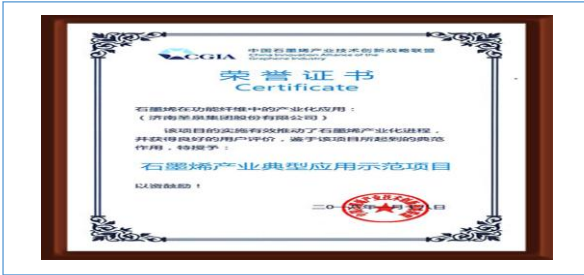 CGIA
中国石墨烯产业技术创新战略联盟
China Innovation Alliance of the
Graphene Industry
荣誉证书
Certificate
石墨烯在功能纤维中的产业化应用：
（济南圣泉集团股份有限公司）
该项目的实施有效推动了石墨烯产业化进程，
并获得良好的用户评价，鉴于该项目所起到的典范
作用，特授予：
石墨烯产业典型应用示范项目
以资鼓励！